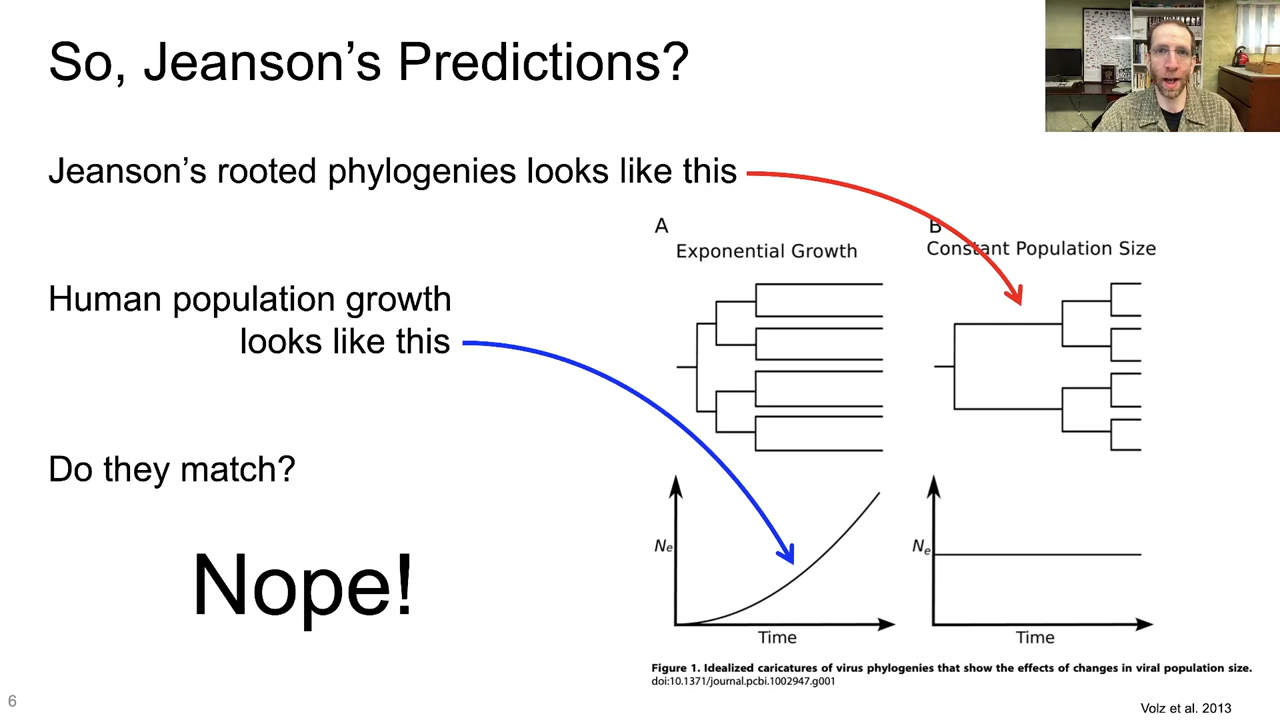 So, Jeanson's Predictions?
Jeanson's rooted phylogenies looks like this
Human population growth
looks like this
Do they match?
Nope!
A
Exponential Growth
B
Constant Population Size
Ne
Time
Ne
Time
Figure 1. Idealized caricatures of virus phylogenies that show the effects of changes in viral population size.
doi:10.1371/journal.pcbi.1002947.g001
6
Volz et al. 2013